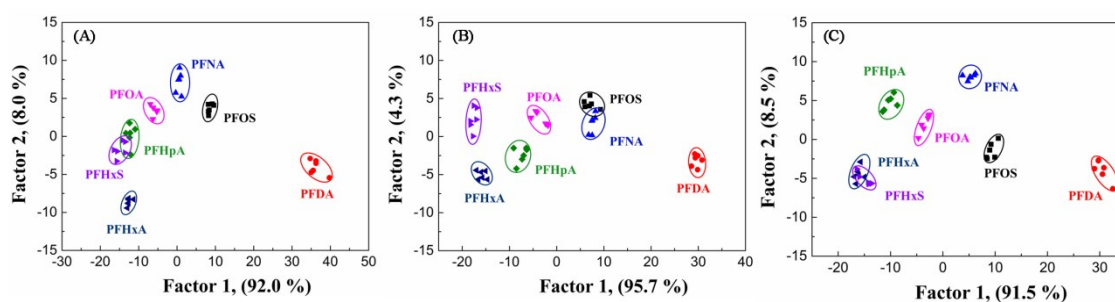 (A)
PFNA
PFOA
PFOS
PFHpA
PFHxS
PFHxA
PFDA
Factor 2, (8.0 %)
15
10
5
0
-5
-10
-15
-30 -20 -10 0 10 20 30 40 50
Factor 1, (92.0 %)
(B)
PFHxS
PFOA
PFOS
PFNA
PFHpA
PFHxA
PFDA
Factor 2, (4.3 %)
15
10
5
0
-5
-10
-15
-20 -10 0 10 20 30 40
Factor 1, (95.7 %)
(C)
PFNA
PFHpA
PFOA
PFOS
PFHxA
PFHxS
PFDA
Factor 2, (8.5 %)
15
10
5
0
-5
-10
-15
-20 -10 0 10 20 30
Factor 1, (91.5 %)